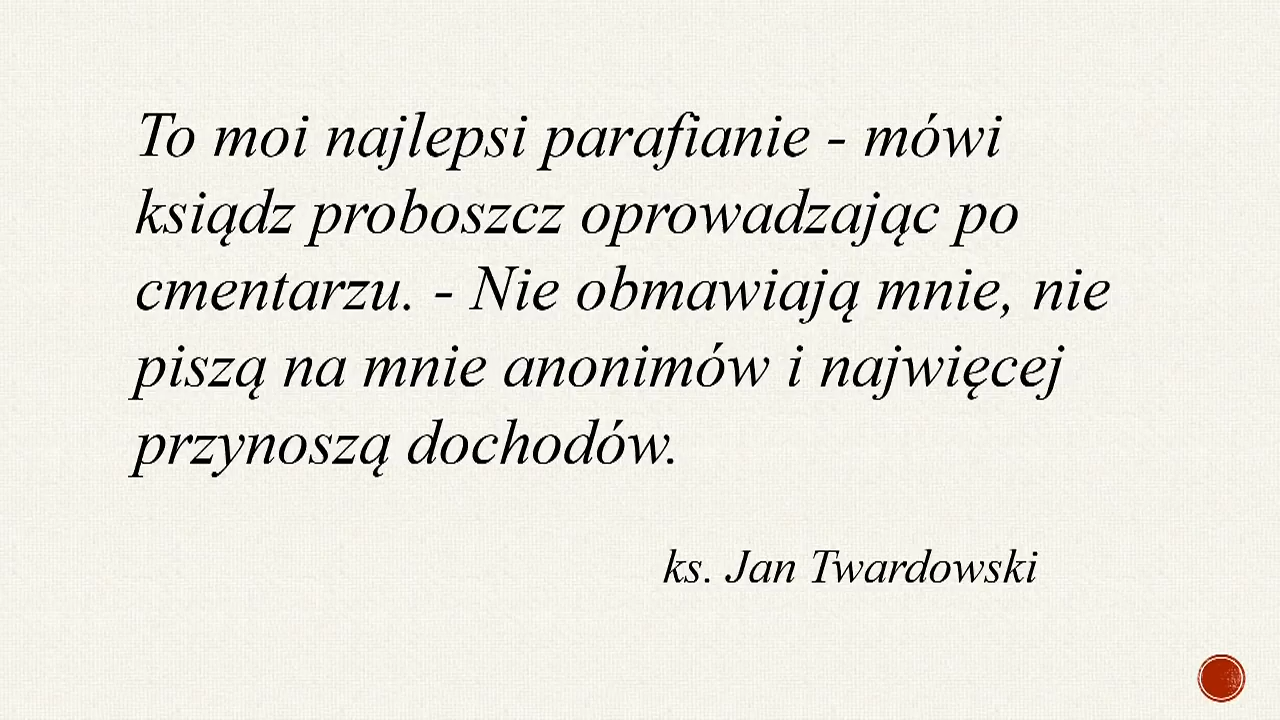 To moi najlepsi parafianie - mówi
ksiądz proboszcz oprowadzając po
cmentarzu. - Nie obmawiają mnie, nie
piszą na mnie anonimów i najwięcej
przynoszą dochodów.
ks. Jan Twardowski